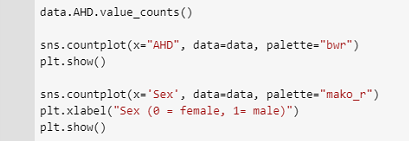 data.AHD.value_counts()
sns.countplot(x="AHD", data=data, palette="bwr")
plt.show()
sns.countplot(x='Sex', data=data, palette="mako_r")
plt.xlabel("Sex (0 = female, 1= male)")
plt.show()